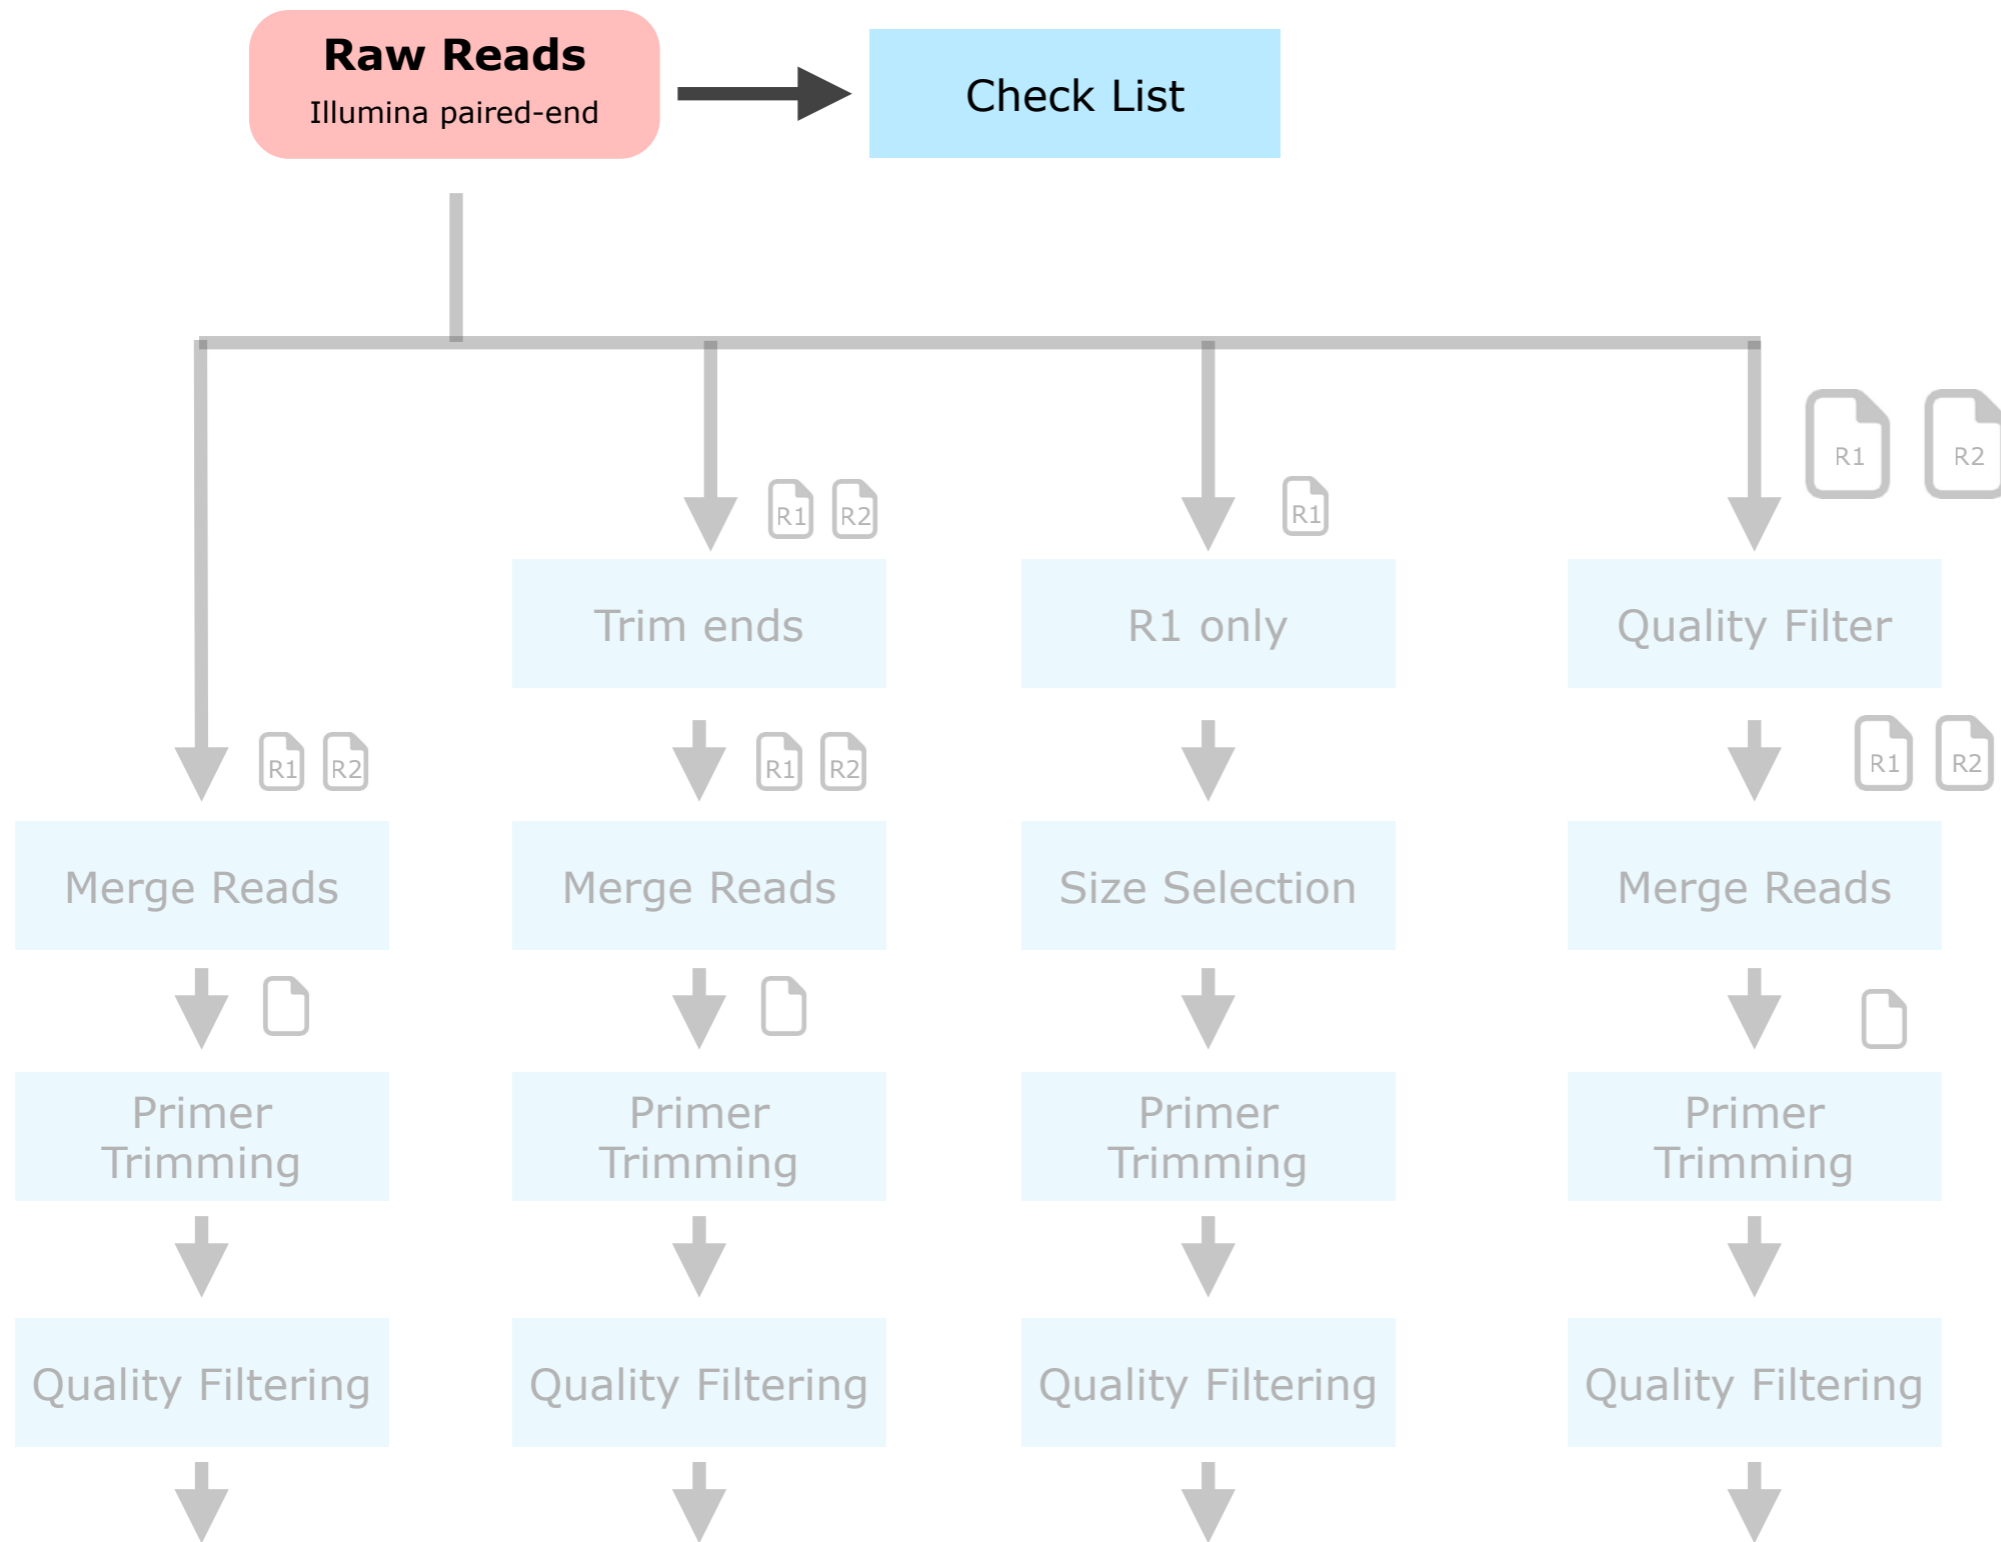 Raw Reads
Illumina paired-end
Check List
R1 R2
R1 R2
R1
Trim ends
R1 only
Quality Filter
R1 R2
R1 R2
R1 R2
Merge Reads
Merge Reads
Size Selection
Merge Reads
Primer
Trimming
Primer
Trimming
Primer
Trimming
Primer
Trimming
Quality Filtering
Quality Filtering
Quality Filtering
Quality Filtering